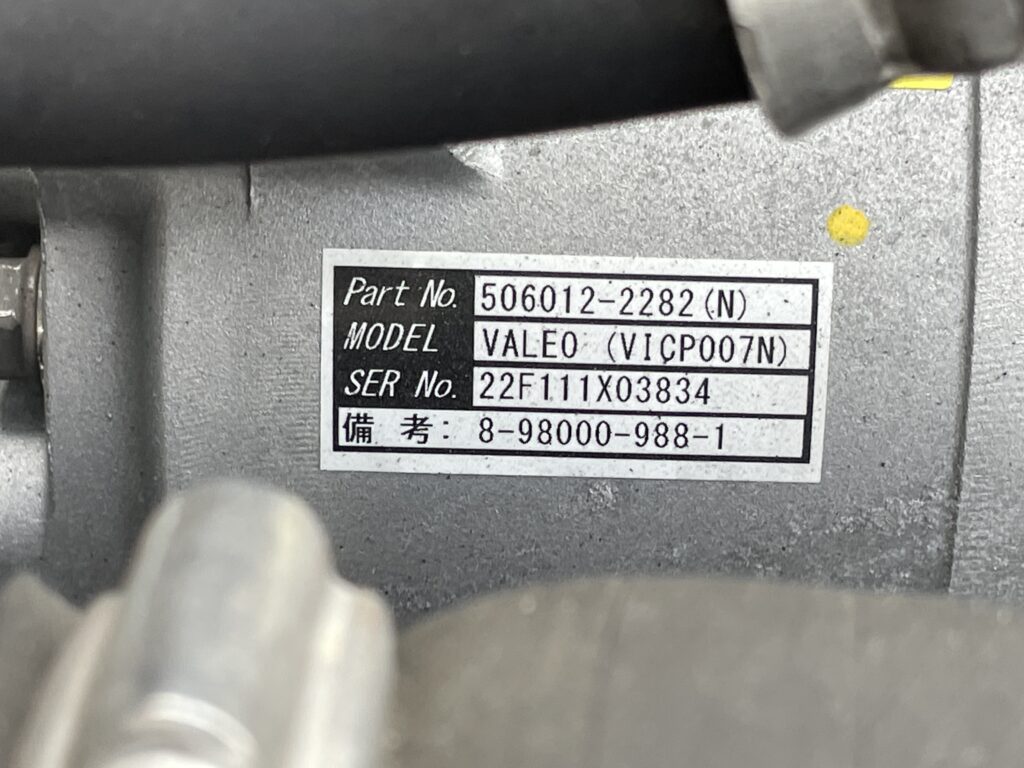 Part No. 506012-2282(N)
MODEL VALEO (VICP007N)
SER No. 22F111X03834
備 考: 8-98000-988-1